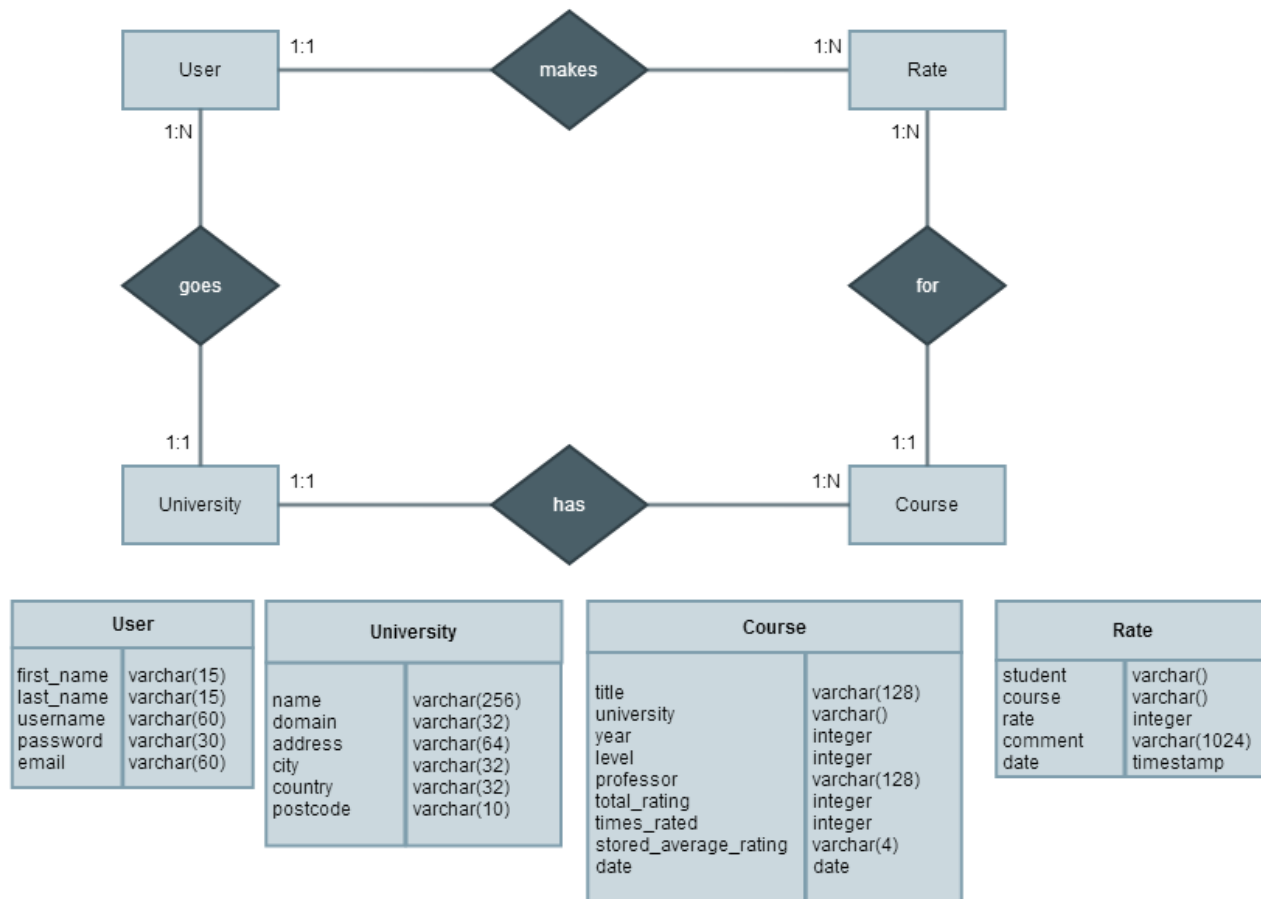 User
1:1
makes
1:N
Rate
1:N
1:N
goes
for
1:1
1:1
University
1:1
has
1:N
Course
User
first_name varchar(15)
last_name varchar(15)
username varchar(60)
password varchar(30)
email varchar(60)
University
name varchar(256)
domain varchar(32)
address varchar(64)
city varchar(32)
country varchar(32)
postcode varchar(10)
Course
title varchar(128)
university varchar()
year integer
level integer
professor varchar(128)
total_rating integer
times_rated integer
stored_average_rating varchar(4)
date date
Rate
student varchar()
course varchar()
rate integer
comment varchar(1024)
date timestamp